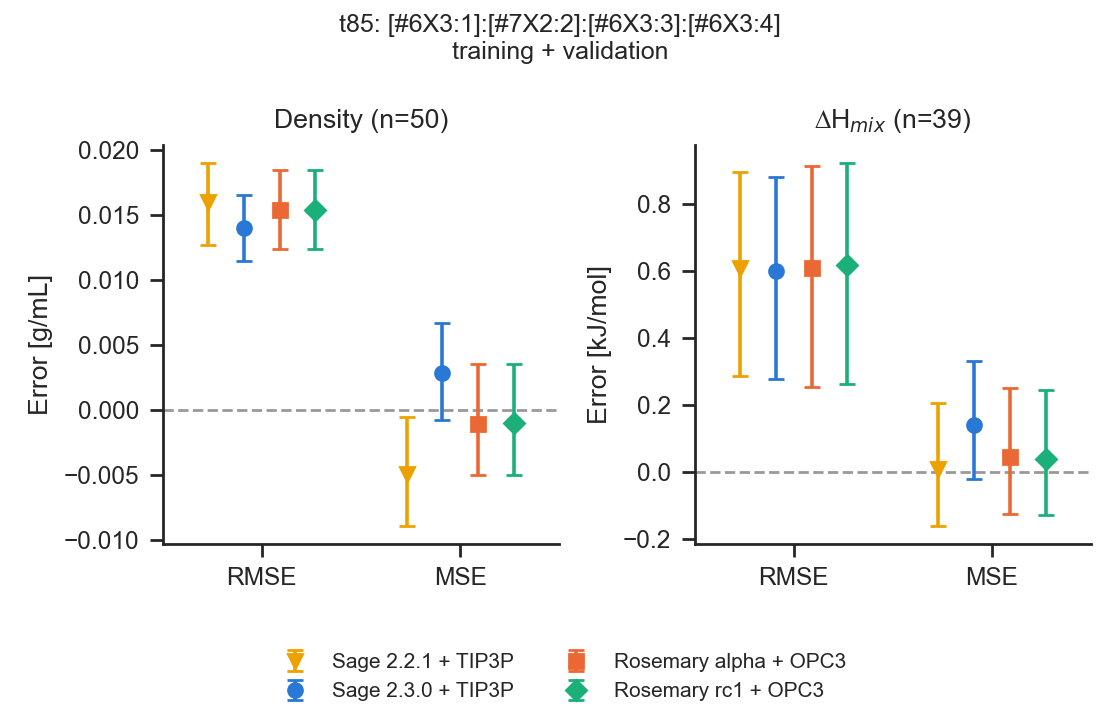 t85: [#6X3:1]:[#7X2:2]:[#6X3:3]:[#6X3:4]
training + validation
Density (n=50)
Error [g/mL]
0.020
0.015
0.010
0.005
0.000
−0.005
−0.010
RMSE
MSE
ΔHmix (n=39)
Error [kJ/mol]
0.8
0.6
0.4
0.2
0.0
−0.2
RMSE
MSE
Sage 2.2.1 + TIP3P
Sage 2.3.0 + TIP3P
Rosemary alpha + OPC3
Rosemary rc1 + OPC3